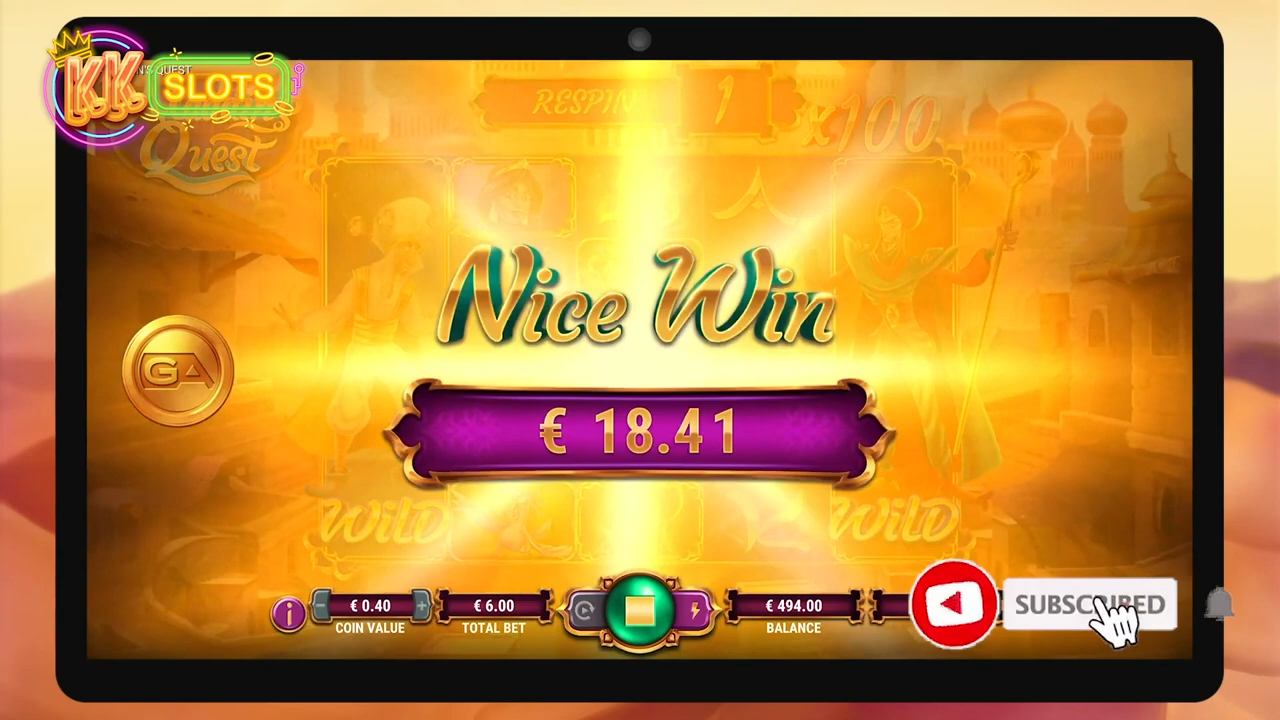 K.K. SLOTS
N'S QUEST
Quest
RESPIN 1
x100
Nice Win
GA
€ 18.41
WILD
WILD
€ 0.40
COIN VALUE
€ 6.00
TOTAL BET
€ 494.00
BALANCE
SUBSCRIBED